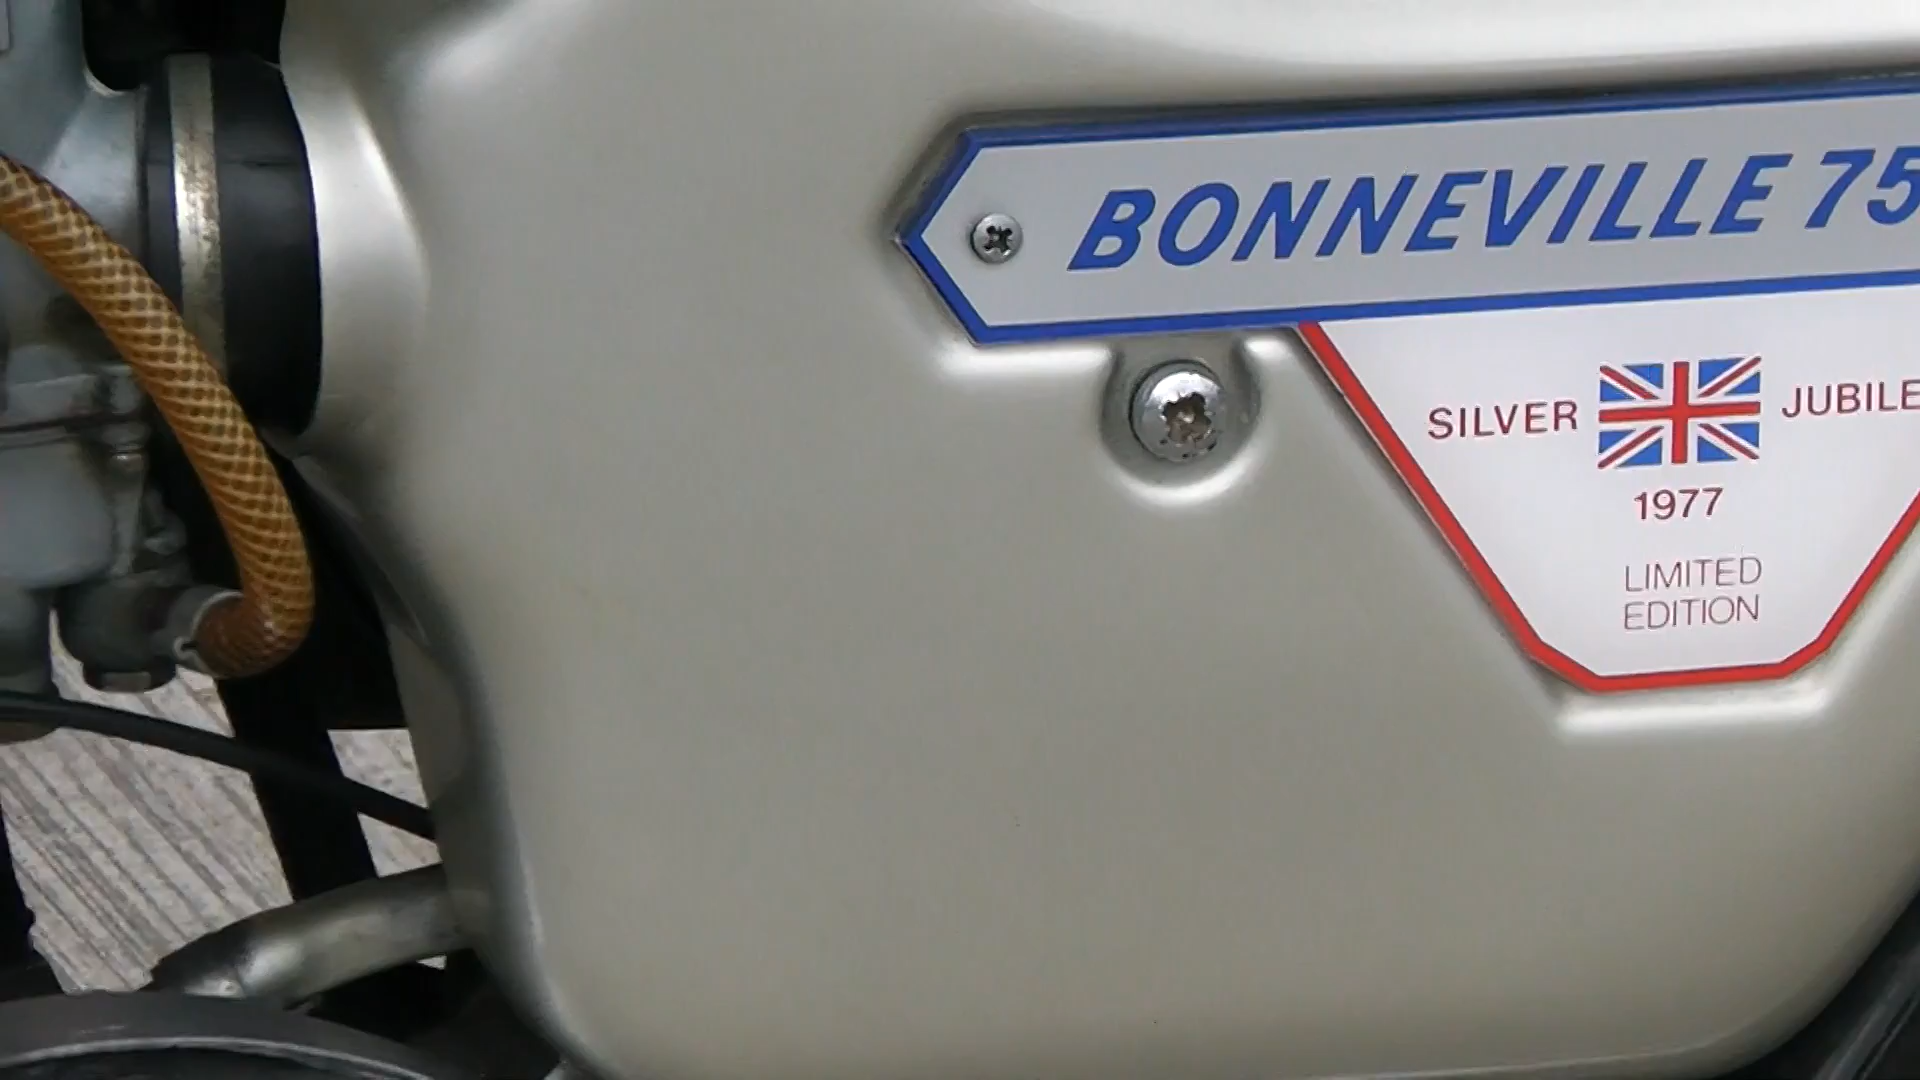 BONNEVILLE 75
SILVER JUBILE
1977
LIMITED
EDITION